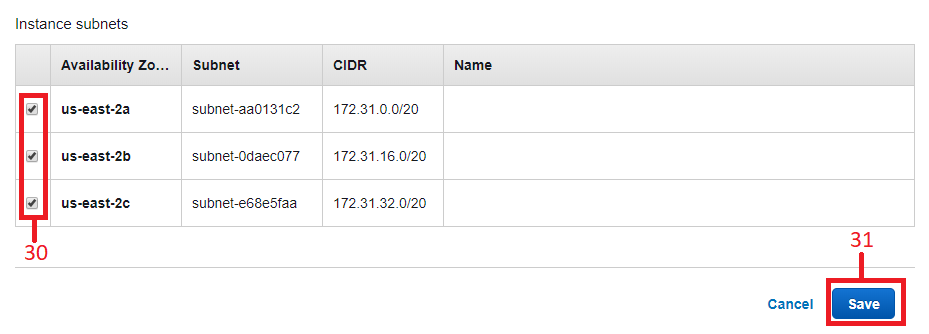 Instance subnets
Availability Zo... Subnet CIDR Name
us-east-2a subnet-aa0131c2 172.31.0.0/20
us-east-2b subnet-0daec077 172.31.16.0/20
us-east-2c subnet-e68e5faa 172.31.32.0/20
30
31
Cancel Save